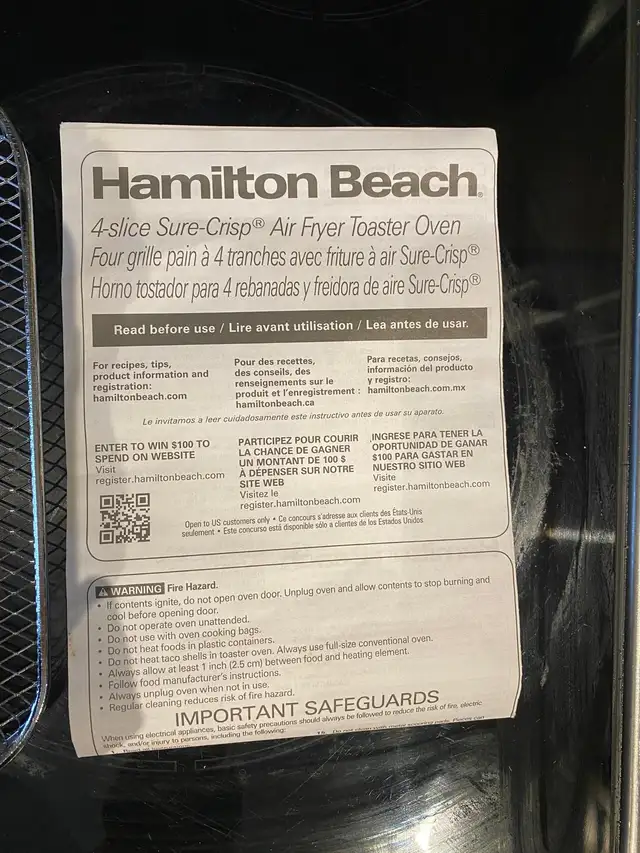 Hamilton Beach®
4-slice Sure-Crisp® Air Fryer Toaster Oven
Four grille pain à 4 tranches avec friture à air Sure-Crisp®
Horno tostador para 4 rebanadas y freidora de aire Sure-Crisp®
Read before use / Lire avant utilisation / Lea antes de usar.
For recipes, tips,
product information and
registration:
hamiltonbeach.com
Pour des recettes,
des conseils, des
renseignements sur le
produit et l'enregistrement :
hamiltonbeach.ca
Para recetas, consejos,
información del producto
y registro:
hamiltonbeach.com.mx
Le invitamos a leer cuidadosamente este instructivo antes de usar su aparato.
ENTER TO WIN $100 TO
SPEND ON WEBSITE
Visit
register.hamiltonbeach.com
PARTICIPEZ POUR COURIR
LA CHANCE DE GAGNER
UN MONTANT DE 100 $
À DÉPENSER SUR NOTRE
SITE WEB
Visitez le
register.hamiltonbeach.com
INGRESE PARA TENER LA
OPORTUNIDAD DE GANAR
$100 PARA GASTAR EN
NUESTRO SITIO WEB
Visite
register.hamiltonbeach.com
Open to US customers only • Ce concours s'adresse aux clients des États-Unis
seulement • Este concurso está disponible sólo a clientes de los Estados Unidos
⚠ WARNING Fire Hazard.
• If contents ignite, do not open oven door. Unplug oven and allow contents to stop burning and
cool before opening door.
• Do not operate oven unattended.
• Do not use with oven cooking bags.
• Do not heat foods in plastic containers.
• Do not heat taco shells in toaster oven. Always use full-size conventional oven.
• Always allow at least 1 inch (2.5 cm) between food and heating element.
• Follow food manufacturer's instructions.
• Always unplug oven when not in use.
• Regular cleaning reduces risk of fire hazard.
IMPORTANT SAFEGUARDS
When using electrical appliances, basic safety precautions should always be followed to reduce the risk of fire, electric
shock, and/or injury to persons, including the following: